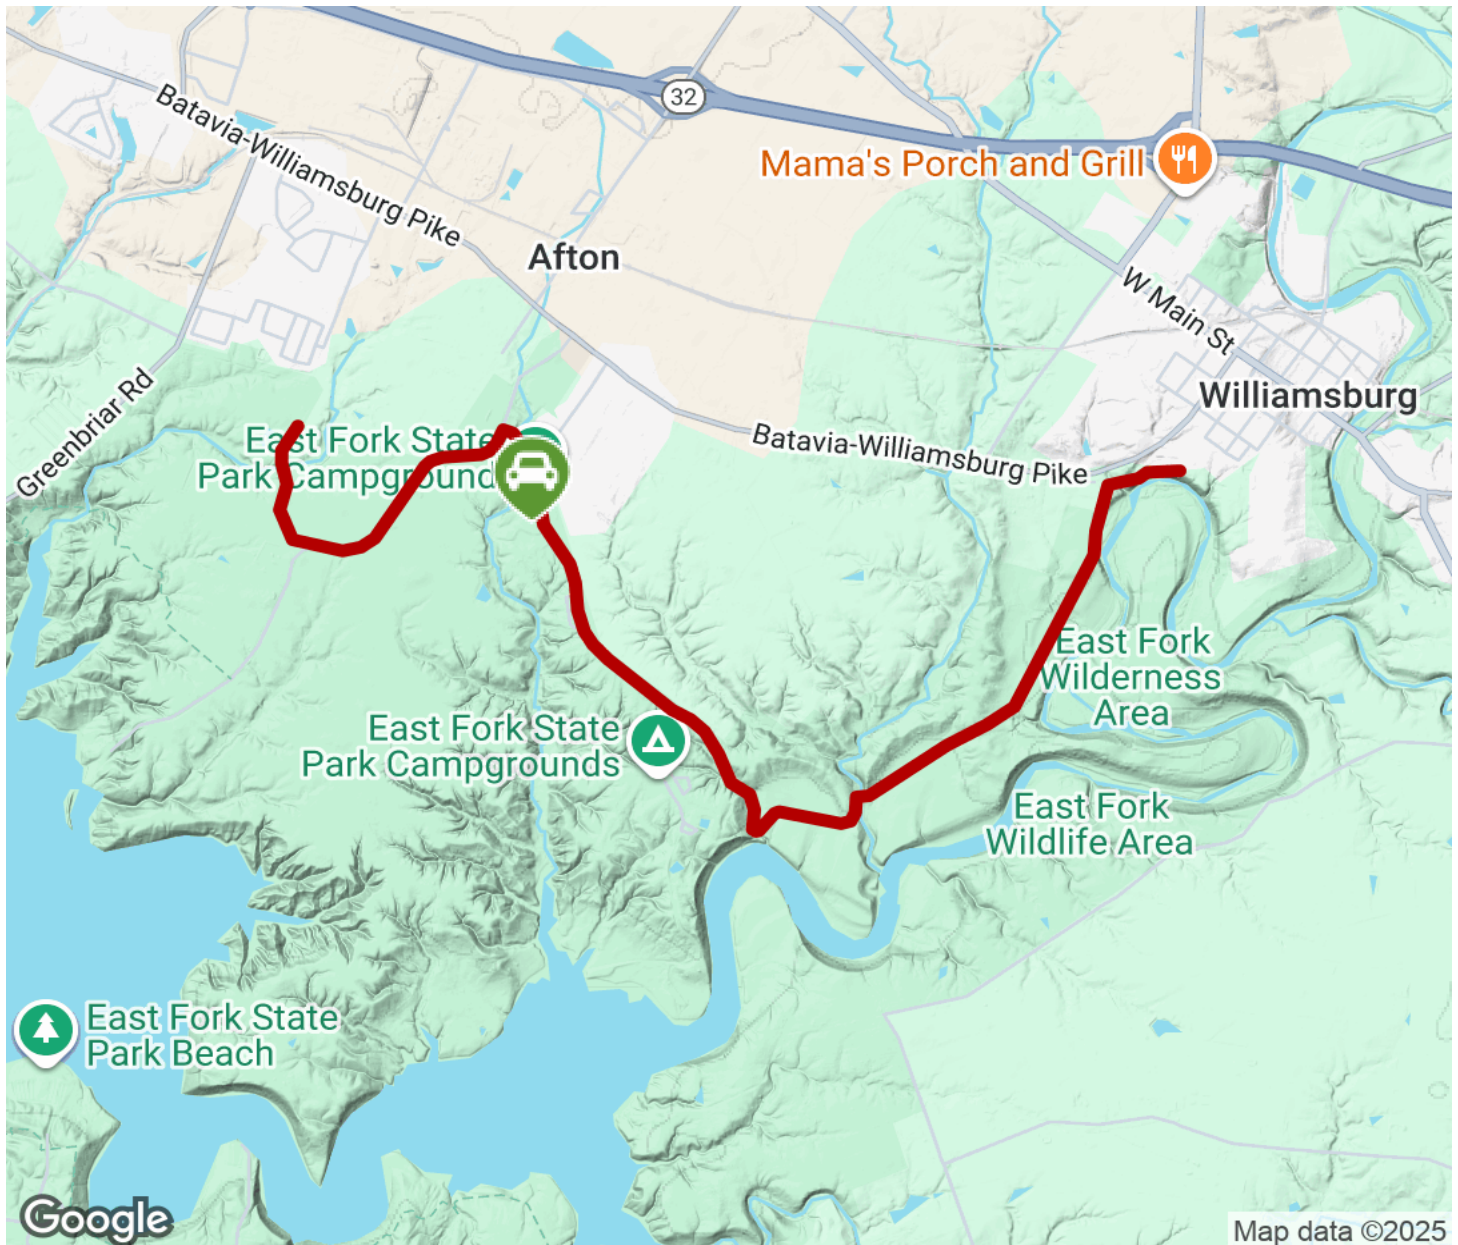 32
Batavia-Williamsburg Pike
Mama's Porch and Grill
Afton
W Main St
Williamsburg
Greenbriar Rd
East Fork State
Park Campground
Batavia-Williamsburg Pike
East Fork
Wilderness
Area
East Fork State
Park Campgrounds
East Fork
Wildlife Area
East Fork State
Park Beach
Google
Map data ©2025